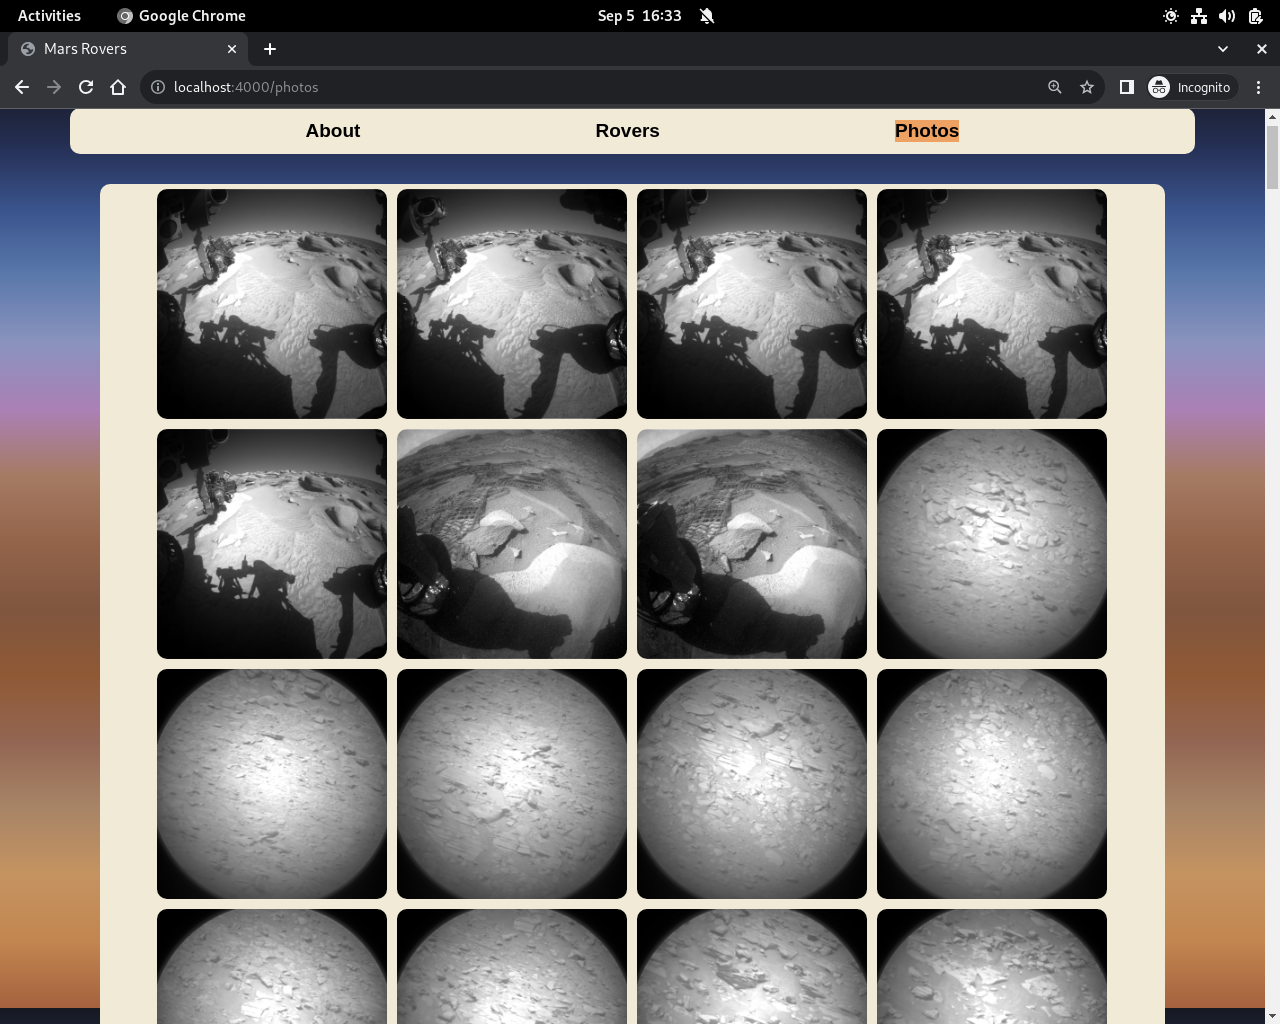 Activities
Google Chrome
Sep 5 16:33
Mars Rovers
localhost:4000/photos
Incognito
About
Rovers
Photos